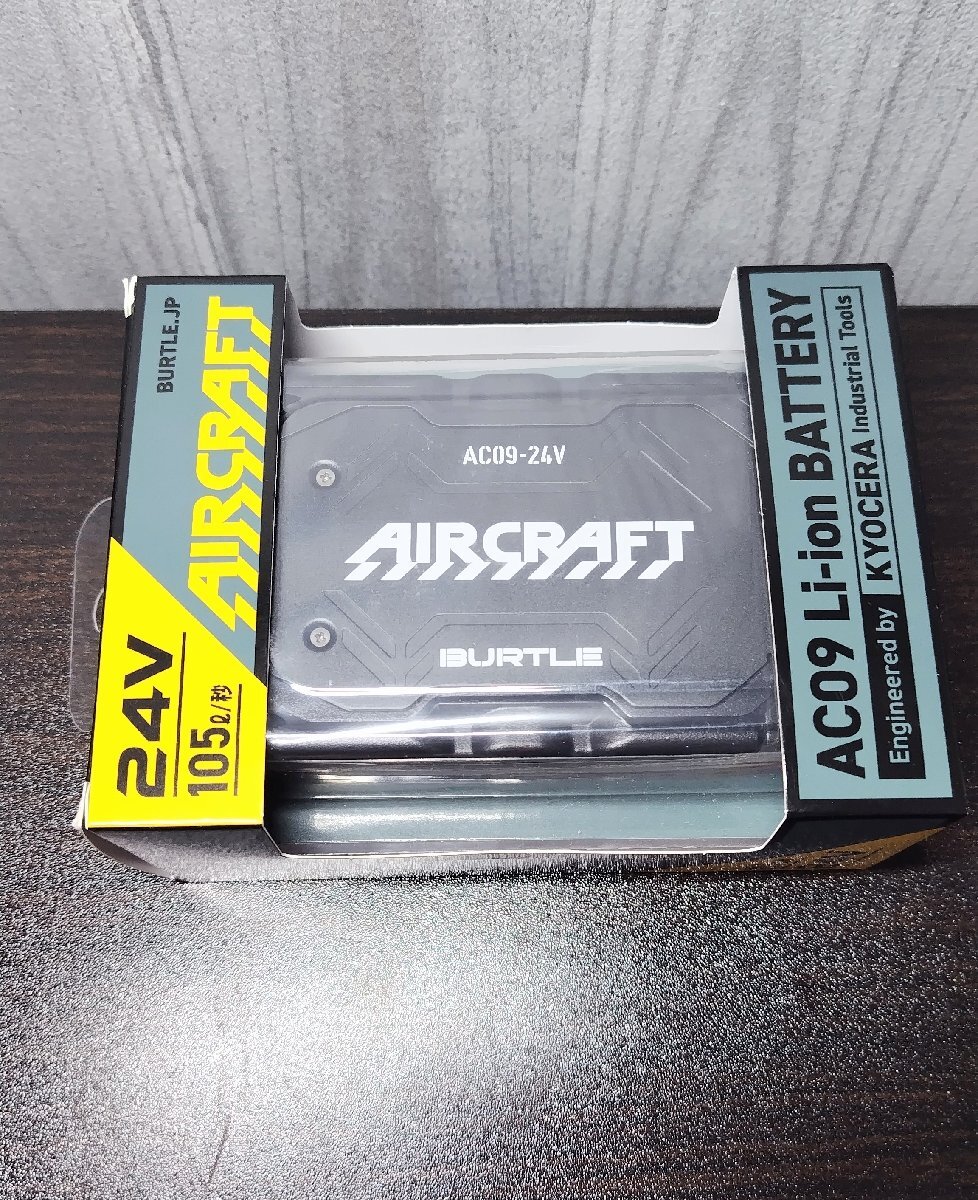 BURTLE.JP
AIRCRAFT
24V
105ℓ/秒
AC09-24V
AIRCRAFT
BURTLE
AC09 Li-ion BATTERY
Engineered by KYOCERA Industrial Tools